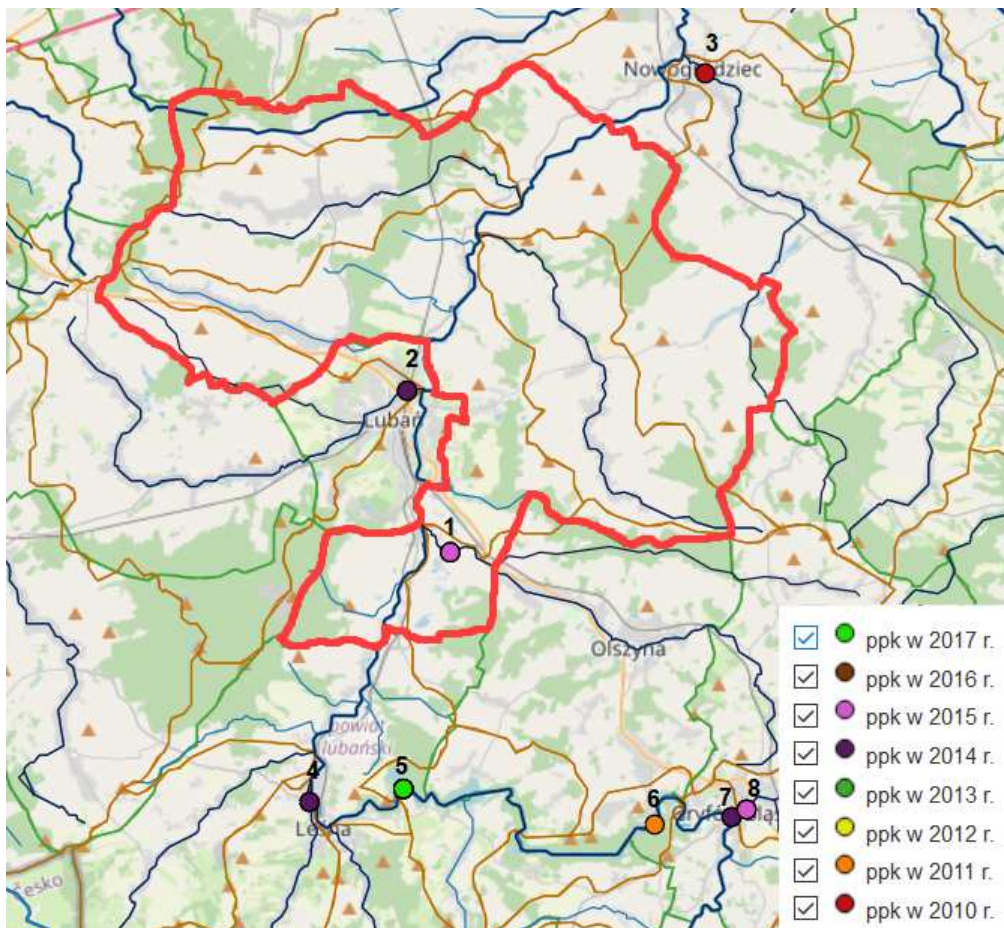 3
Nowogrodziec
2
Lubań
1
Olszyna
powiat
lubański
4
5
Leśna
6
7
8
Česko
ppk w 2017 r.
ppk w 2016 r.
ppk w 2015 r.
ppk w 2014 r.
ppk w 2013 r.
ppk w 2012 r.
ppk w 2011 r.
ppk w 2010 r.